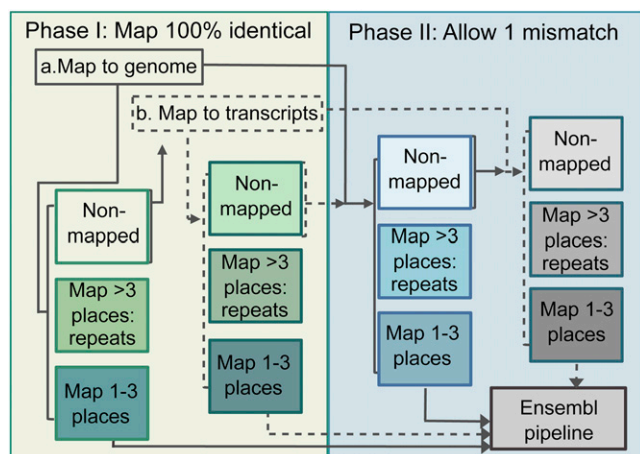 Phase I: Map 100% identical
Phase II: Allow 1 mismatch
a.Map to genome
b. Map to transcripts
Non-
mapped
Map >3
places:
repeats
Map 1-3
places
Non-
mapped
Map >3
places:
repeats
Map 1-3
places
Non-
mapped
Map >3
places:
repeats
Map 1-3
places
Non-
mapped
Map >3
places:
repeats
Map 1-3
places
Ensembl
pipeline